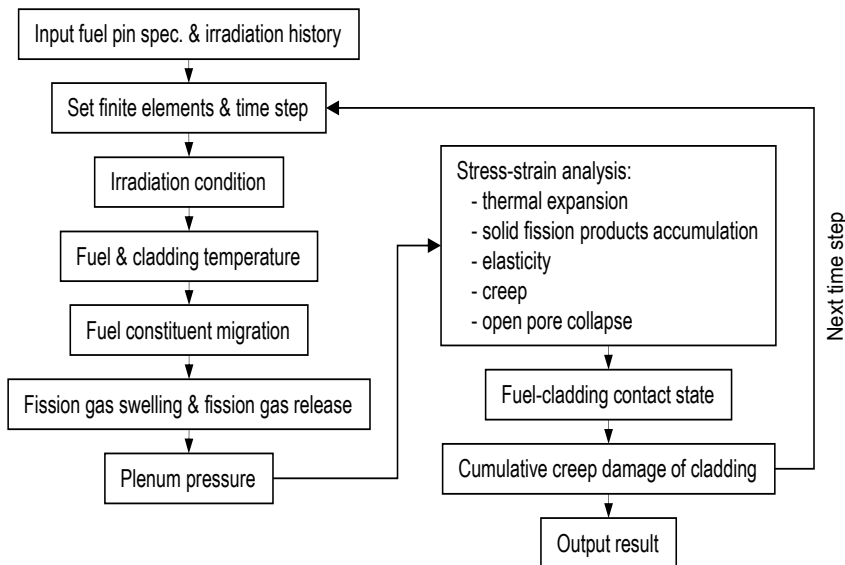 Input fuel pin spec. & irradiation history
Set finite elements & time step
Irradiation condition
Fuel & cladding temperature
Fuel constituent migration
Fission gas swelling & fission gas release
Plenum pressure
Stress-strain analysis:
- thermal expansion
- solid fission products accumulation
- elasticity
- creep
- open pore collapse
Fuel-cladding contact state
Cumulative creep damage of cladding
Output result
Next time step